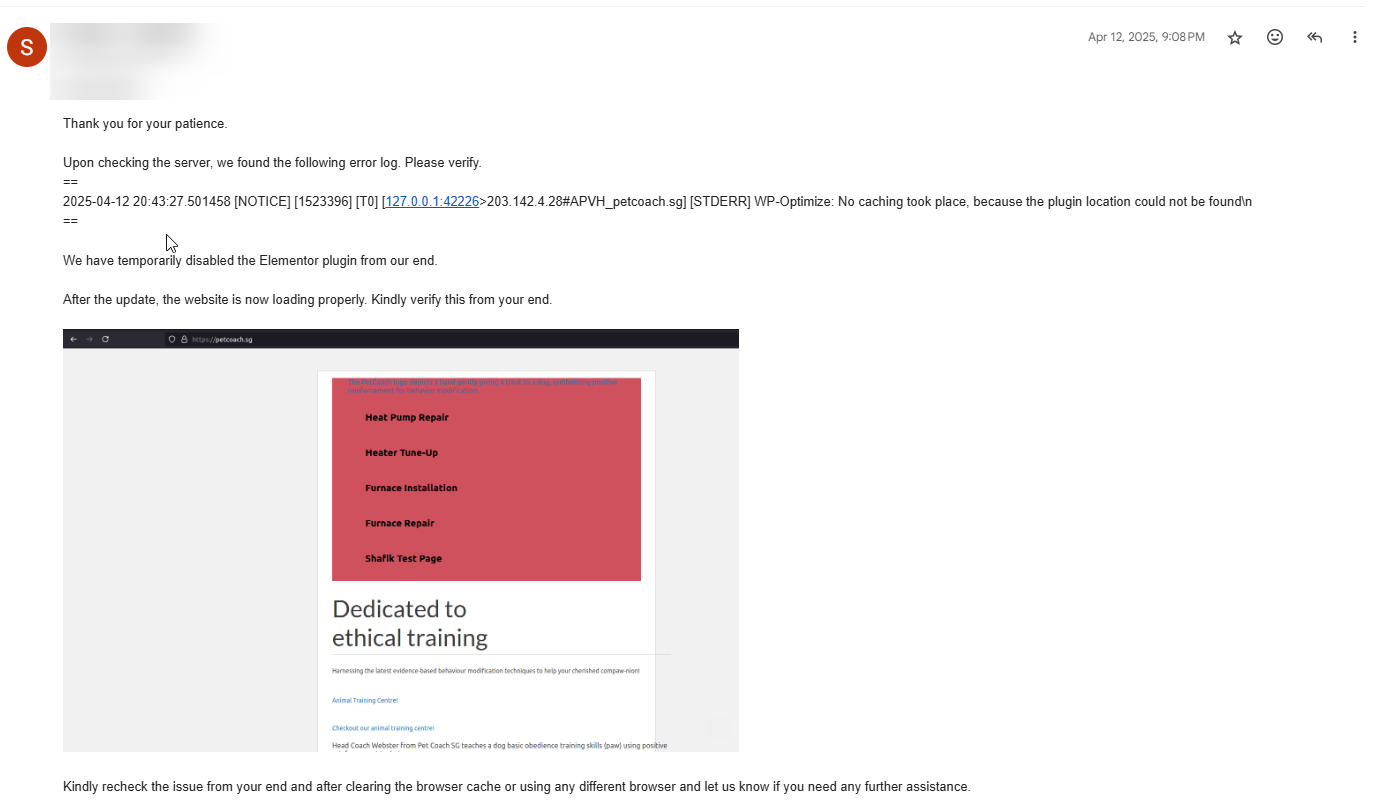 S
Apr 12, 2025, 9:08 PM
Thank you for your patience.
Upon checking the server, we found the following error log. Please verify.
==
2025-04-12 20:43:27.501458 [NOTICE] [1523396] [T0] [127.0.0.1:42226>203.142.4.28#APVH_petcoach.sg] [STDERR] WP-Optimize: No caching took place, because the plugin location could not be found\n
==
We have temporarily disabled the Elementor plugin from our end.
After the update, the website is now loading properly. Kindly verify this from your end.
https://petcoach.sg
The Pet Coach logo depicts a hand gently giving a treat to a dog, symbolizing positive
reinforcement for behavior modification.
Heat Pump Repair
Heater Tune-Up
Furnace Installation
Furnace Repair
Shafik Test Page
Dedicated to
ethical training
Harnessing the latest evidence-based behaviour modification techniques to help your cherished compaw-nion!
Animal Training Centre!
Checkout our animal training centre!
Head Coach Webster from Pet Coach SG teaches a dog basic obedience training skills (paw) using positive
Kindly recheck the issue from your end and after clearing the browser cache or using any different browser and let us know if you need any further assistance.